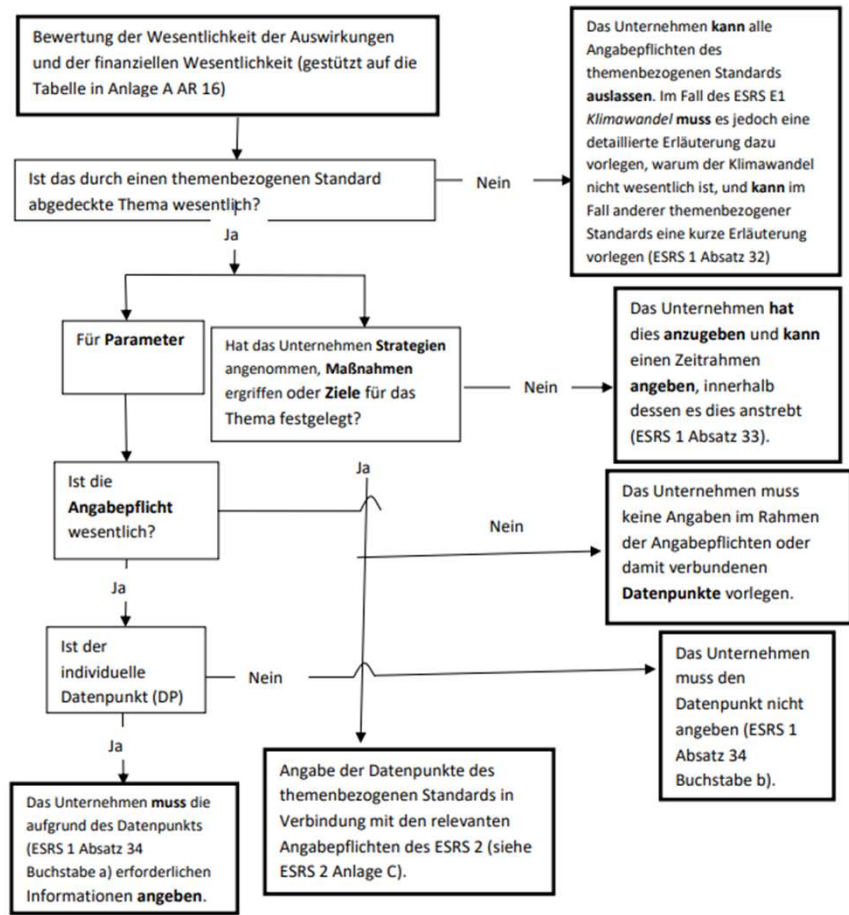 Bewertung der Wesentlichkeit der Auswirkungen
und der finanziellen Wesentlichkeit (gestützt auf die
Tabelle in Anlage A AR 16)
Das Unternehmen kann alle
Angabepflichten des
themenbezogenen Standards
auslassen. Im Fall des ESRS E1
Klimawandel muss es jedoch eine
detaillierte Erläuterung dazu
vorlegen, warum der Klimawandel
nicht wesentlich ist, und kann im
Fall anderer themenbezogener
Standards eine kurze Erläuterung
vorlegen (ESRS 1 Absatz 32)
Ist das durch einen themenbezogenen Standard
abgedeckte Thema wesentlich?
Nein
Ja
Für Parameter
Hat das Unternehmen Strategien
angenommen, Maßnahmen
ergriffen oder Ziele für das
Thema festgelegt?
Nein
Das Unternehmen hat
dies anzugeben und kann
einen Zeitrahmen
angeben, innerhalb
dessen es dies anstrebt
(ESRS 1 Absatz 33).
Ja
Ist die
Angabepflicht
wesentlich?
Nein
Das Unternehmen muss
keine Angaben im Rahmen
der Angabepflichten oder
damit verbundenen
Datenpunkte vorlegen.
Ja
Ist der
individuelle
Datenpunkt (DP)
Nein
Das Unternehmen
muss den
Datenpunkt nicht
angeben (ESRS 1
Absatz 34
Buchstabe b).
Ja
Das Unternehmen muss die
aufgrund des Datenpunkts
(ESRS 1 Absatz 34
Buchstabe a) erforderlichen
Informationen angeben.
Angabe der Datenpunkte des
themenbezogenen Standards in
Verbindung mit den relevanten
Angabepflichten des ESRS 2 (siehe
ESRS 2 Anlage C).